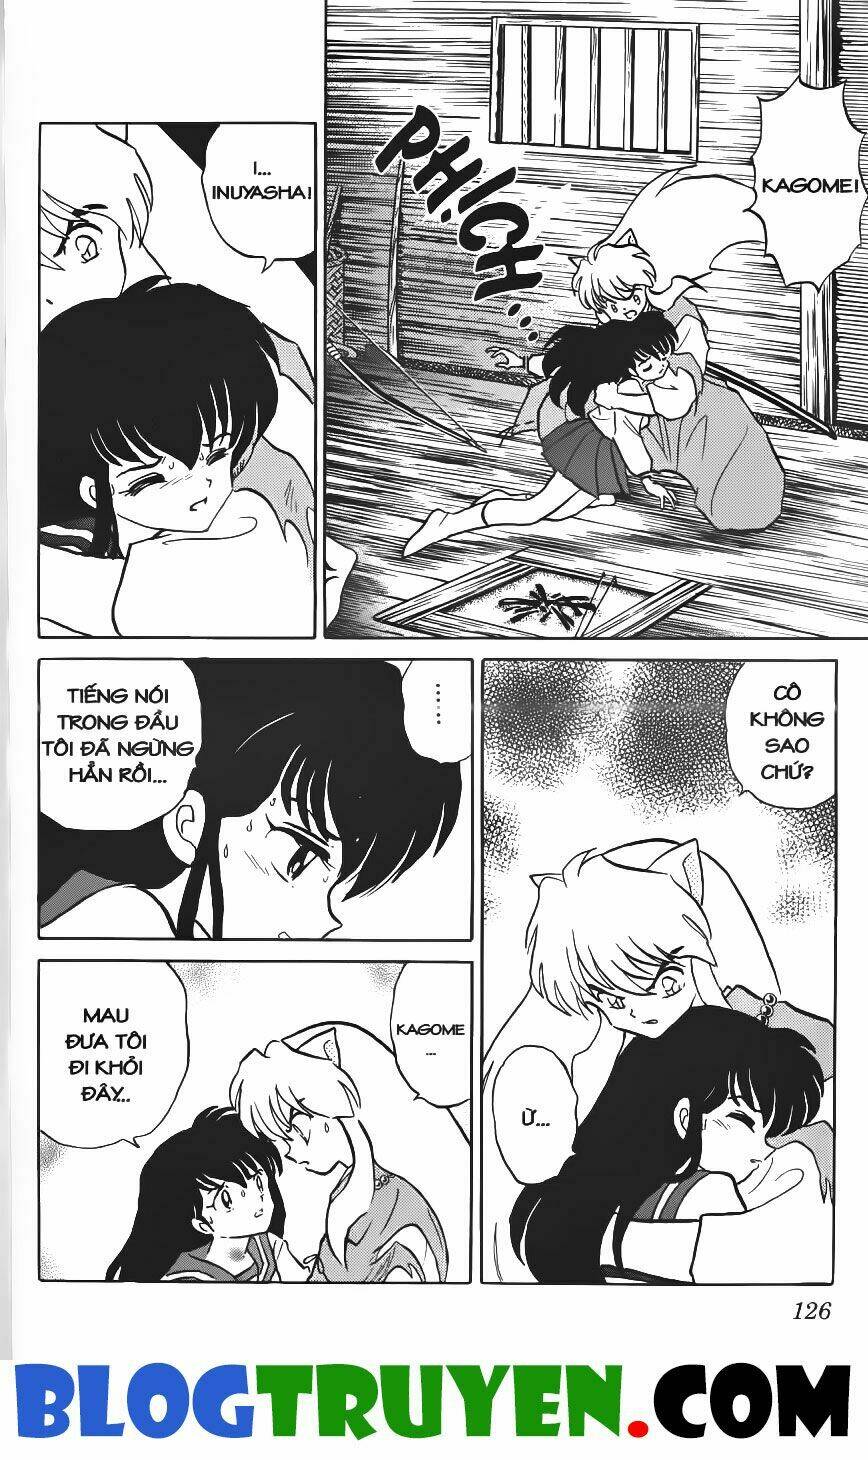 KAGOME!
PHỊCH...
I...
INUYASHA!
CÔ
KHÔNG
SAO
CHỨ?
Ừ...
......
TIẾNG NÓI
TRONG ĐẦU
TÔI ĐÃ NGỪNG
HẲN RỒI...
KAGOME
...
MAU
ĐƯA TÔI
ĐI KHỎI
ĐÂY...
126
BLOGTRUYEN.COM